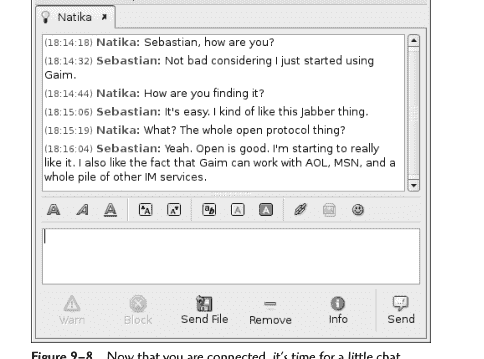 Natika
(18:14:18) Natika: Sebastian, how are you?
(18:14:32) Sebastian: Not bad considering I just started using
Gaim.
(18:14:44) Natika: How are you finding it?
(18:15:06) Sebastian: It's easy. I kind of like this Jabber thing.
(18:15:19) Natika: What? The whole open protocol thing?
(18:16:04) Sebastian: Yeah. Open is good. I'm starting to really
like it. I also like the fact that Gaim can work with AOL, MSN, and a
whole pile of other IM services.
Warn Block Send File Remove Info Send
Figure 9–8 Now that you are connected, it's time for a little chat